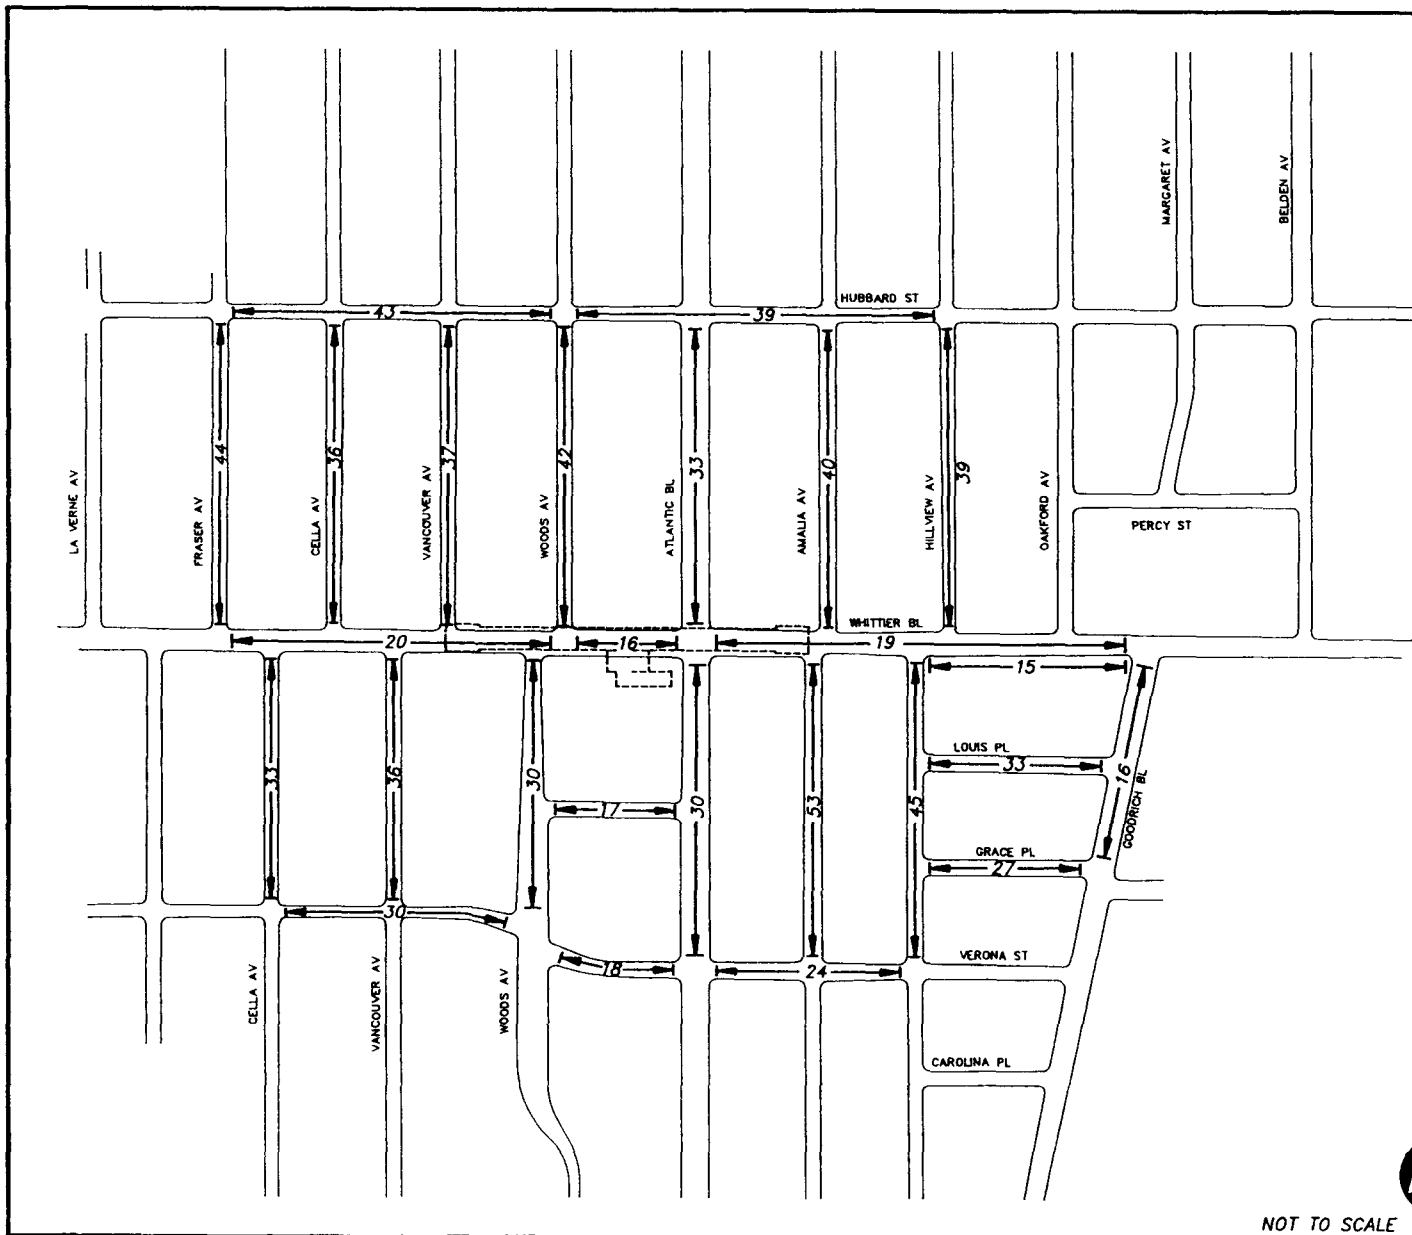 MARGARET AV
BELDEN AV
HUBBARD ST
43
39
44
36
37
42
33
40
39
LA VERNE AV
FRASER AV
CELLA AV
VANCOUVER AV
WOODS AV
ATLANTIC BL
AMALIA AV
HILLVIEW AV
OAKFORD AV
PERCY ST
WHITTIER BL
20
16
19
15
LOUIS PL
33
16
GOODRICH BL
33
36
30
17
30
53
45
GRACE PL
27
30
18
24
VERONA ST
CELLA AV
VANCOUVER AV
WOODS AV
CAROLINA PL
NOT TO SCALE